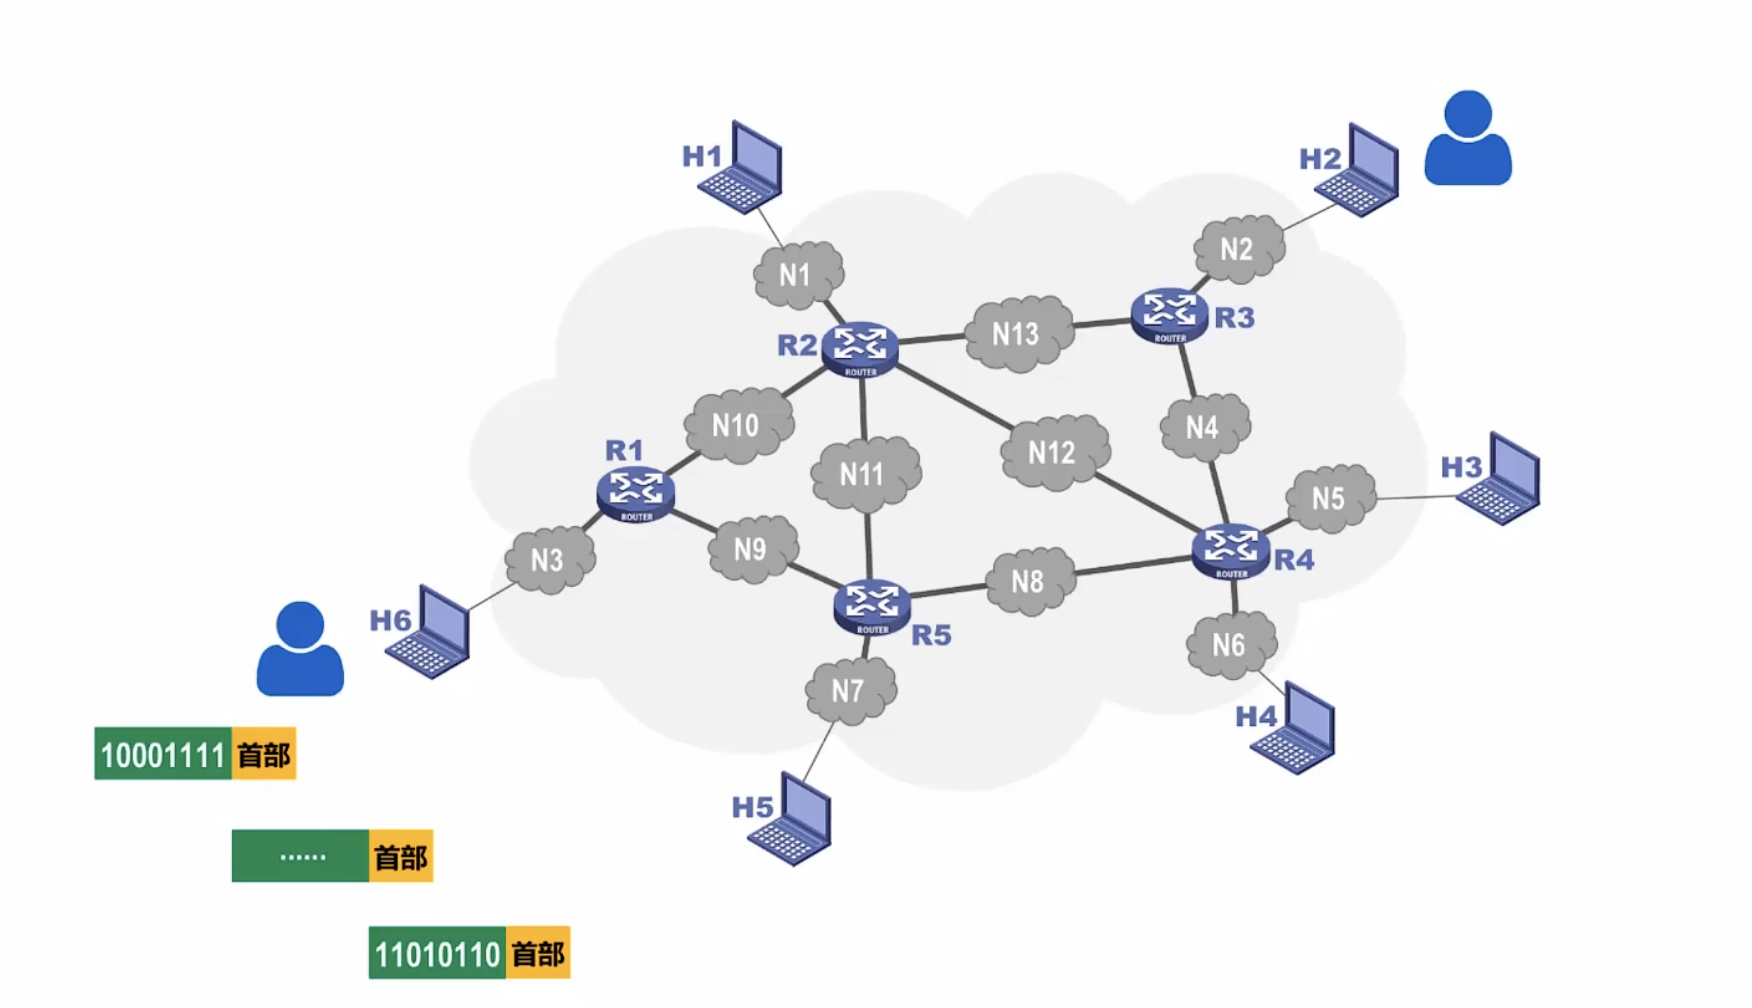 H1
H2
N2
N1
N13
R3
R2
ROUTER
ROUTER
N10
N4
R1
N12
N11
H3
N5
ROUTER
N9
N3
R4
ROUTER
N8
H6
ROUTER
R5
N6
N7
H4
10001111 首部
H5
…… 首部
11010110 首部